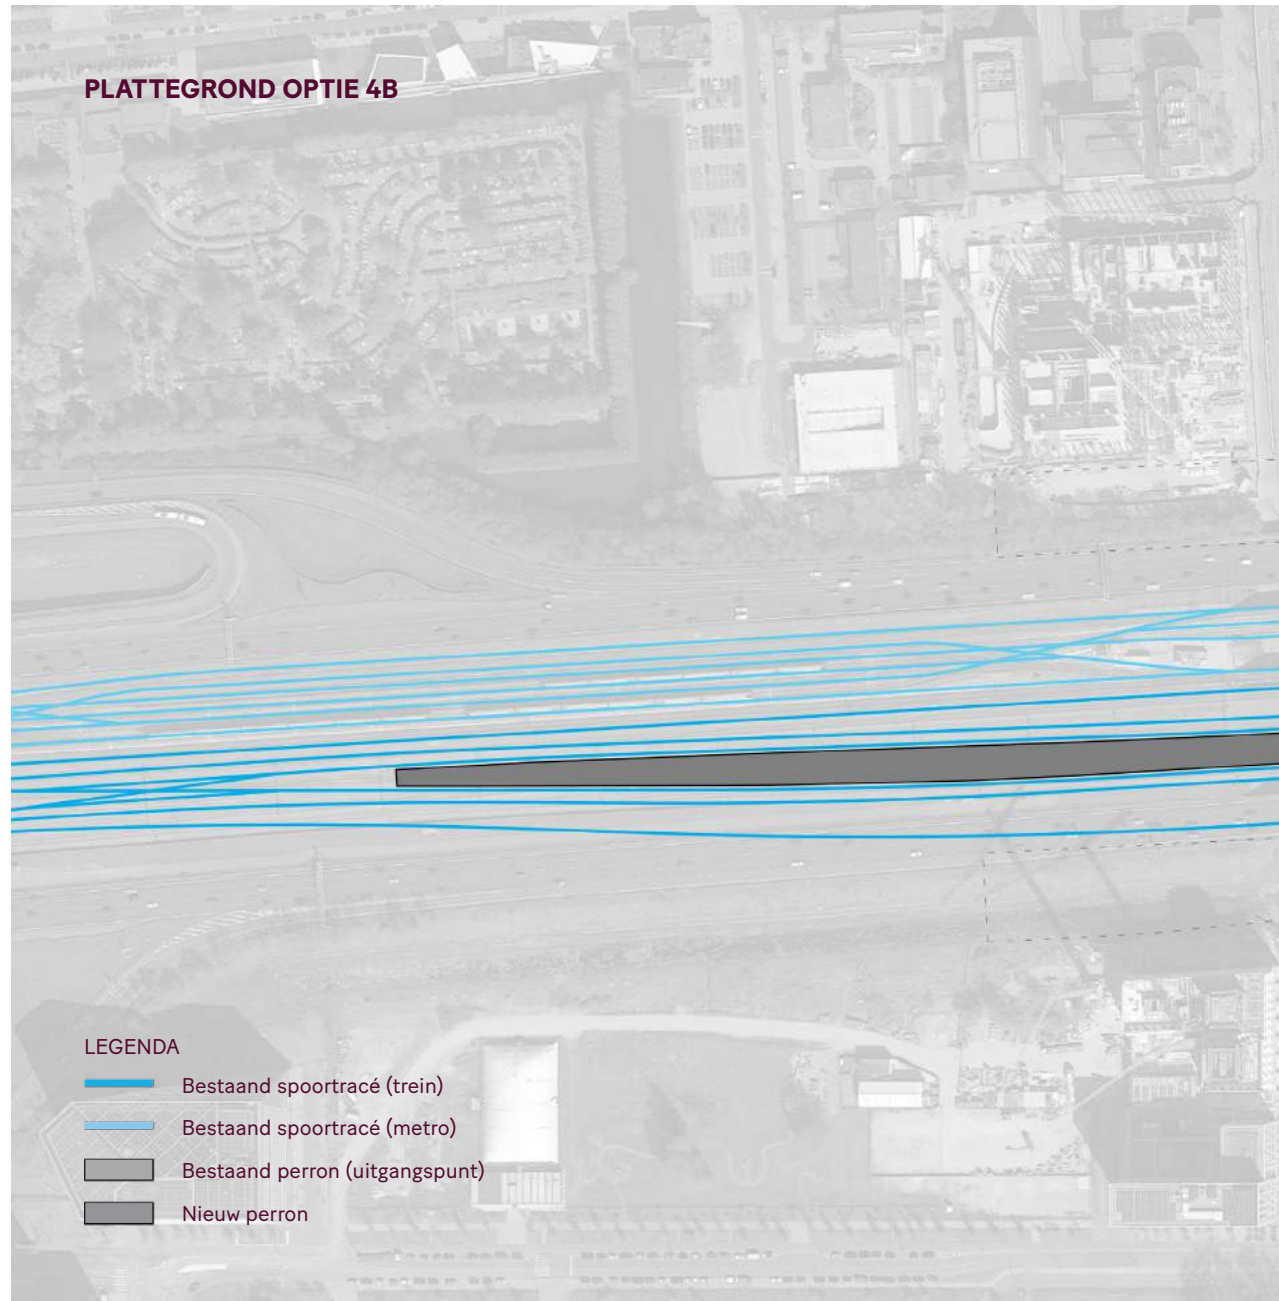 PLATTEGROND OPTIE 4B
LEGENDA
Bestaand spoortracé (trein)
Bestaand spoortracé (metro)
Bestaand perron (uitgangspunt)
Nieuw perron